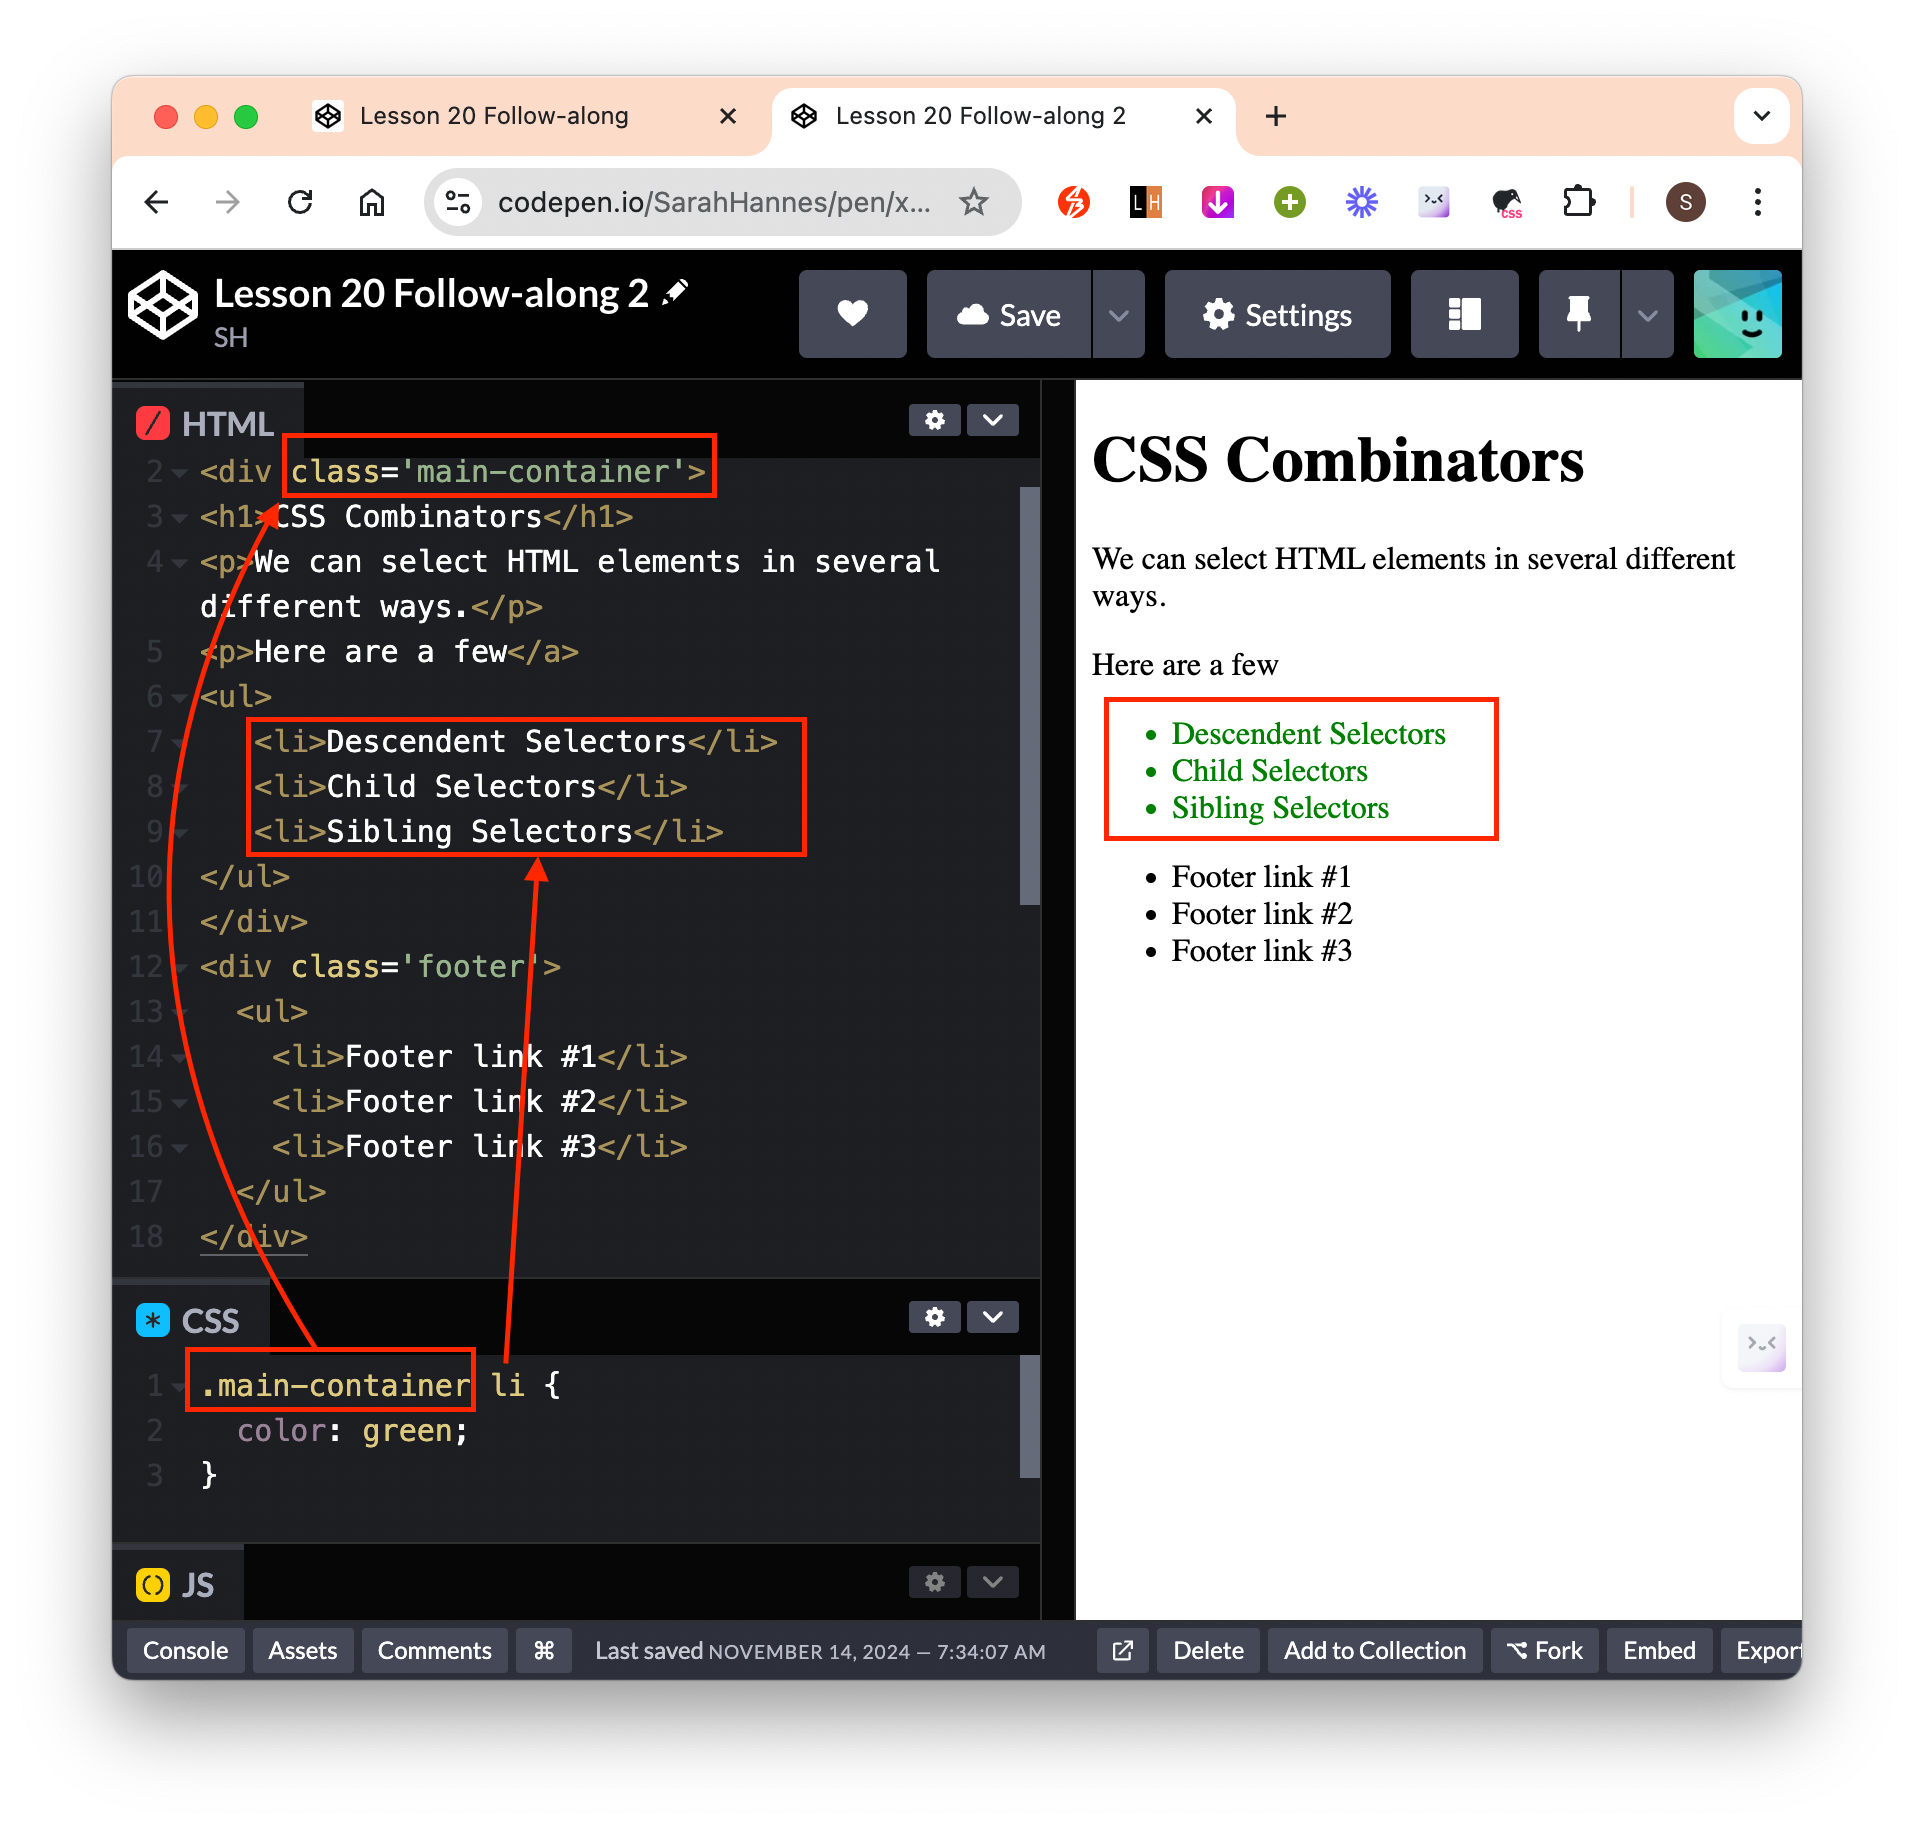 Lesson 20 Follow-along
Lesson 20 Follow-along 2
codepen.io/SarahHannes/pen/x...
LH
css
S
Lesson 20 Follow-along 2
SH
Save
Settings
HTML
2 <div class='main-container'>
3 <h1>CSS Combinators</h1>
4 <p>We can select HTML elements in several
different ways.</p>
5 <p>Here are a few</a>
6 <ul>
7 <li>Descendent Selectors</li>
8 <li>Child Selectors</li>
9 <li>Sibling Selectors</li>
10 </ul>
11 </div>
12 <div class='footer'>
13 <ul>
14 <li>Footer link #1</li>
15 <li>Footer link #2</li>
16 <li>Footer link #3</li>
17 </ul>
18 </div>
CSS
1 .main-container li {
2 color: green;
3 }
JS
CSS Combinators
We can select HTML elements in several different
ways.
Here are a few
• Descendent Selectors
• Child Selectors
• Sibling Selectors
• Footer link #1
• Footer link #2
• Footer link #3
Console
Assets
Comments
⌘
Last saved NOVEMBER 14, 2024 — 7:34:07 AM
Delete
Add to Collection
Fork
Embed
Export